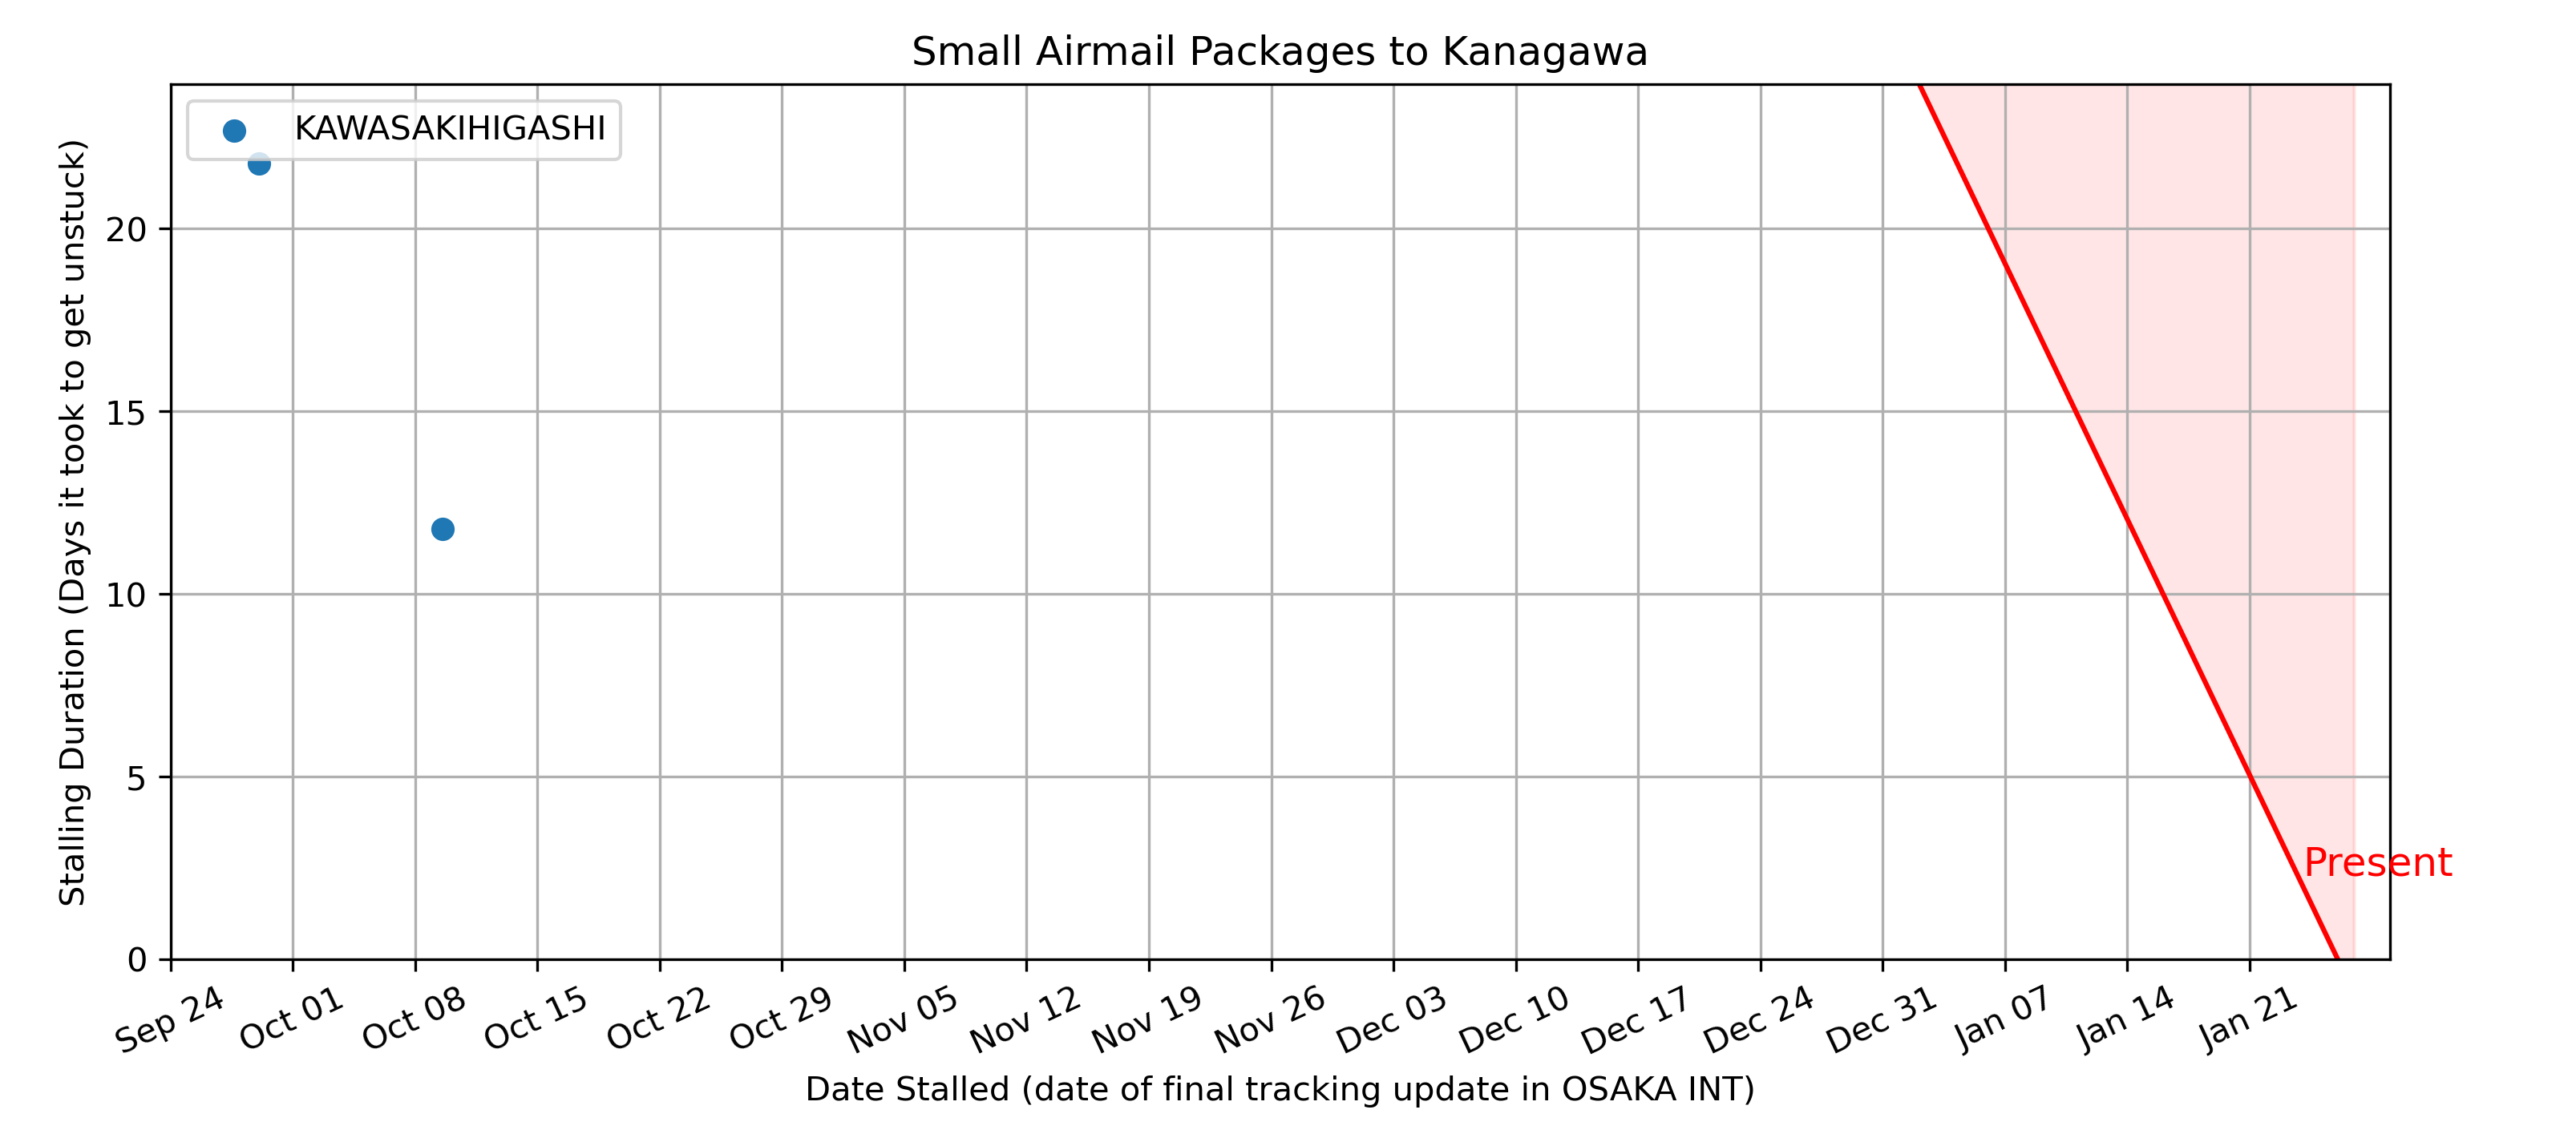 Small Airmail Packages to Kanagawa
KAWASAKIHIGASHI
Stalling Duration (Days it took to get unstuck)
20
15
10
5
0
Present
Sep 24 Oct 01 Oct 08 Oct 15 Oct 22 Oct 29 Nov 05 Nov 12 Nov 19 Nov 26 Dec 03 Dec 10 Dec 17 Dec 24 Dec 31 Jan 07 Jan 14 Jan 21
Date Stalled (date of final tracking update in OSAKA INT)